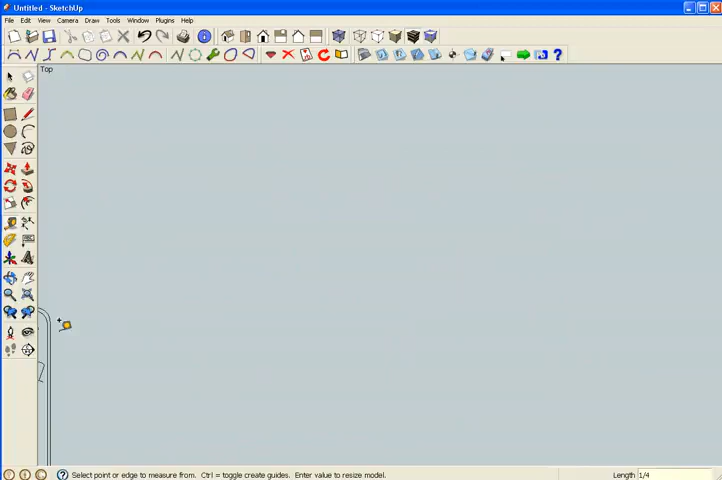 Untitled - SketchUp
File Edit View Camera Draw Tools Window Plugins Help
Top
Select point or edge to measure from. Ctrl = toggle create guides. Enter value to resize model.
Length 1/4